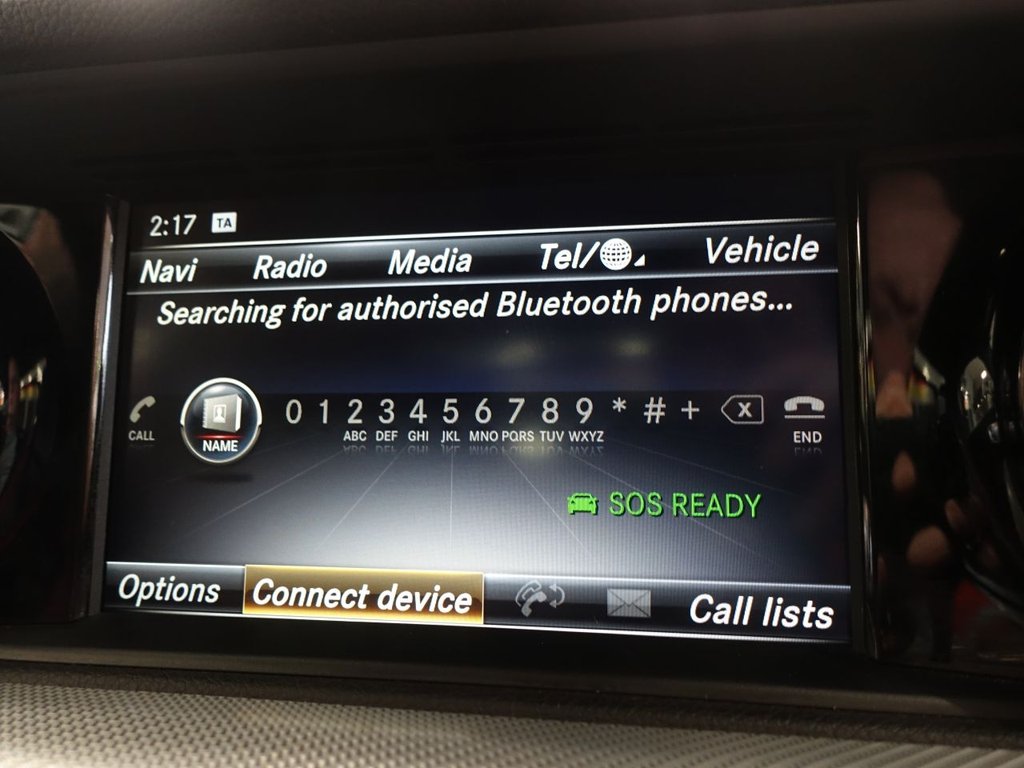 2:17 TA
Navi Radio Media Tel/ Vehicle
Searching for authorised Bluetooth phones...
0 1 2 3 4 5 6 7 8 9 * # + X
CALL NAME ABC DEF GHI JKL MNO PQRS TUV WXYZ END
SOS READY
Options Connect device Call lists